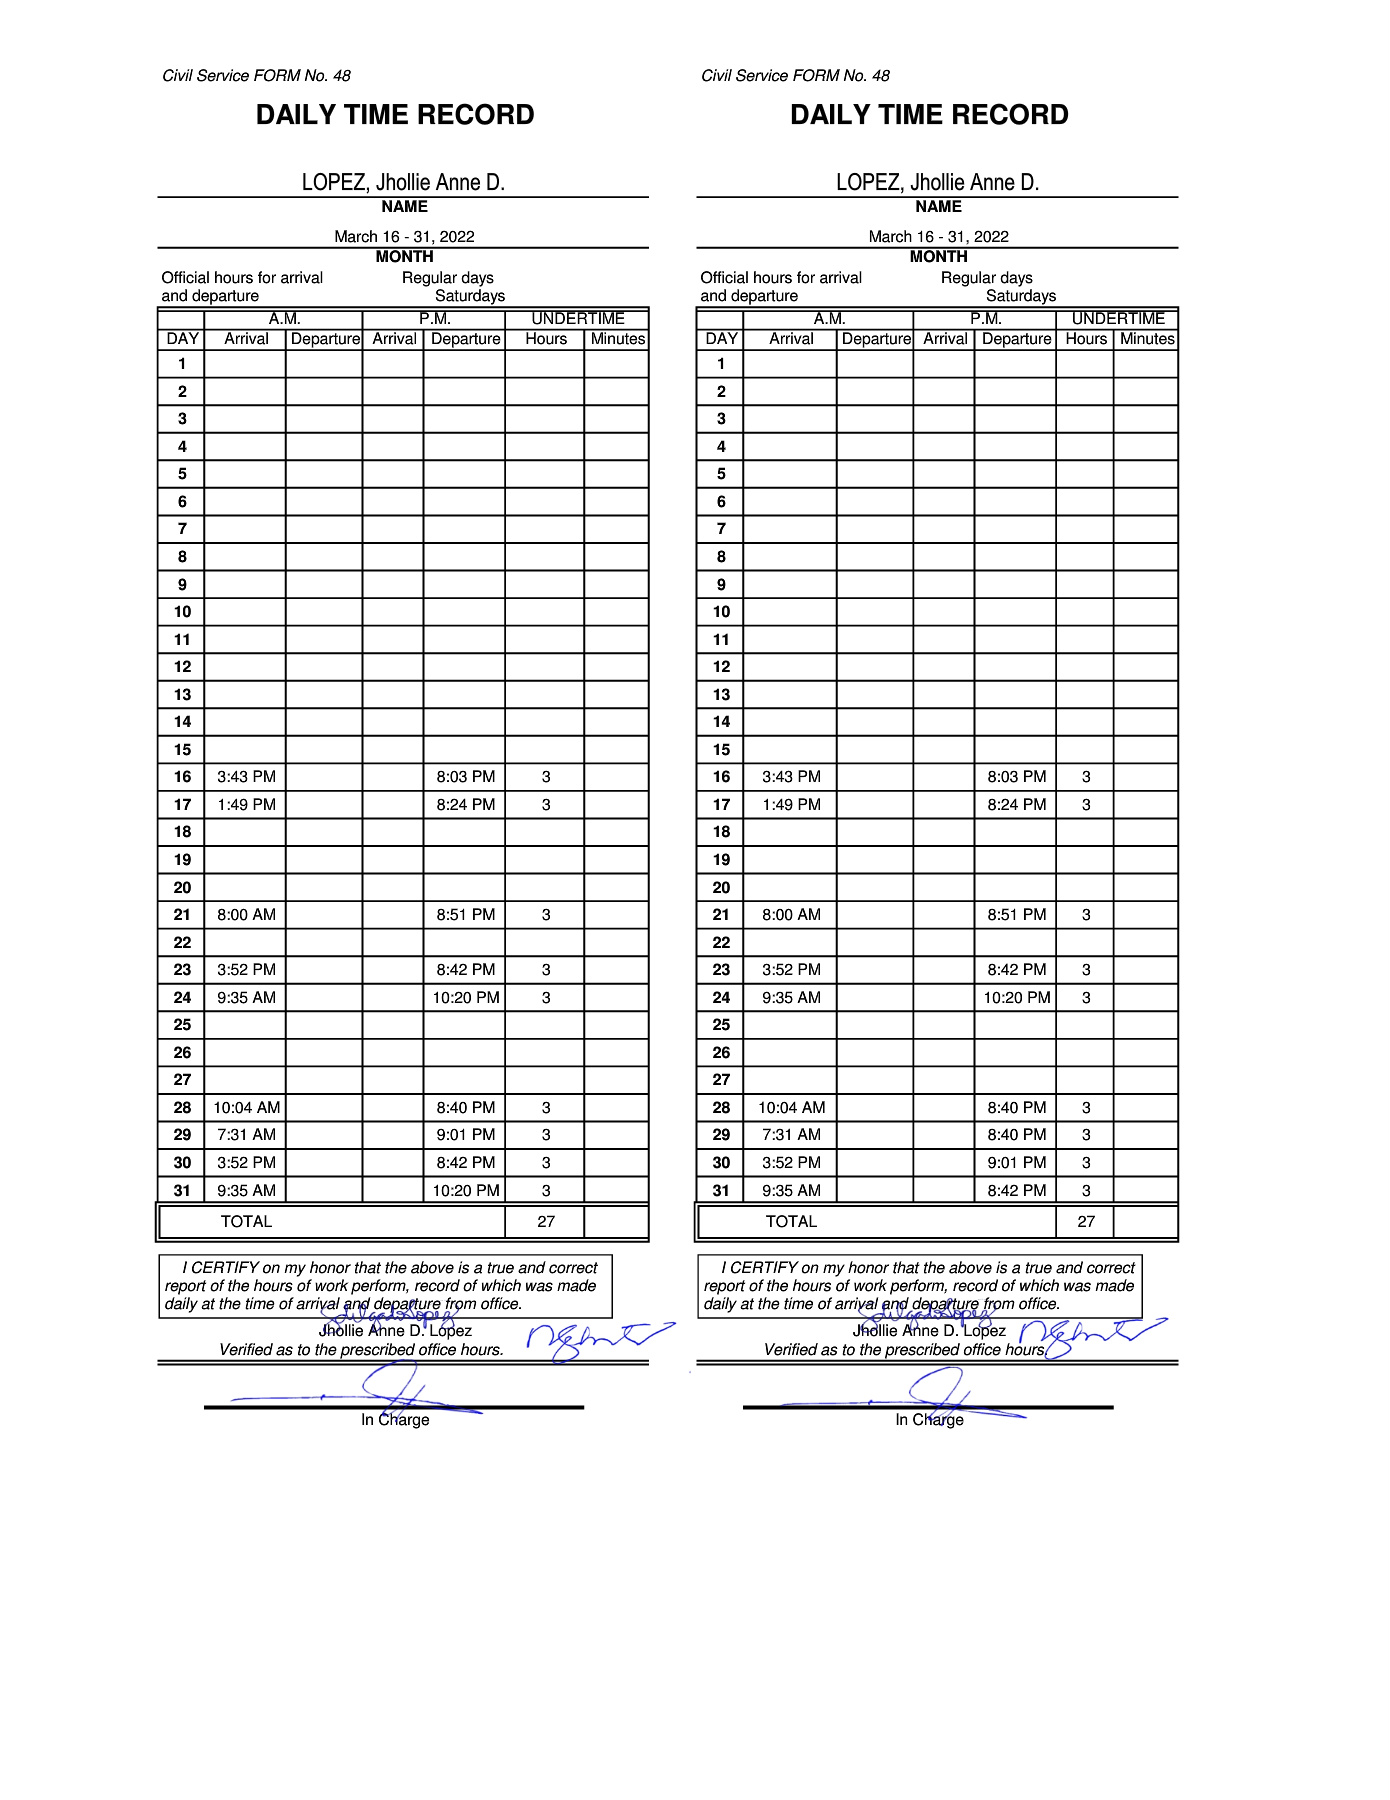 Civil Service FORM No. 48
DAILY TIME RECORD
LOPEZ, Jhollie Anne D.
NAME
March 16 - 31, 2022
MONTH
Official hours for arrival Regular days
and departure Saturdays
A.M. P.M. UNDERTIME
DAY Arrival Departure Arrival Departure Hours Minutes
1
2
3
4
5
6
7
8
9
10
11
12
13
14
15
16 3:43 PM 8:03 PM 3
17 1:49 PM 8:24 PM 3
18
19
20
21 8:00 AM 8:51 PM 3
22
23 3:52 PM 8:42 PM 3
24 9:35 AM 10:20 PM 3
25
26
27
28 10:04 AM 8:40 PM 3
29 7:31 AM 9:01 PM 3
30 3:52 PM 8:42 PM 3
31 9:35 AM 10:20 PM 3
TOTAL 27
I CERTIFY on my honor that the above is a true and correct
report of the hours of work perform, record of which was made
daily at the time of arrival and departure from office.
Jhollie Anne D. Lopez
Verified as to the prescribed office hours.
In Charge
Civil Service FORM No. 48
DAILY TIME RECORD
LOPEZ, Jhollie Anne D.
NAME
March 16 - 31, 2022
MONTH
Official hours for arrival Regular days
and departure Saturdays
A.M. P.M. UNDERTIME
DAY Arrival Departure Arrival Departure Hours Minutes
1
2
3
4
5
6
7
8
9
10
11
12
13
14
15
16 3:43 PM 8:03 PM 3
17 1:49 PM 8:24 PM 3
18
19
20
21 8:00 AM 8:51 PM 3
22
23 3:52 PM 8:42 PM 3
24 9:35 AM 10:20 PM 3
25
26
27
28 10:04 AM 8:40 PM 3
29 7:31 AM 8:40 PM 3
30 3:52 PM 9:01 PM 3
31 9:35 AM 8:42 PM 3
TOTAL 27
I CERTIFY on my honor that the above is a true and correct
report of the hours of work perform, record of which was made
daily at the time of arrival and departure from office.
Jhollie Anne D. Lopez
Verified as to the prescribed office hours.
In Charge